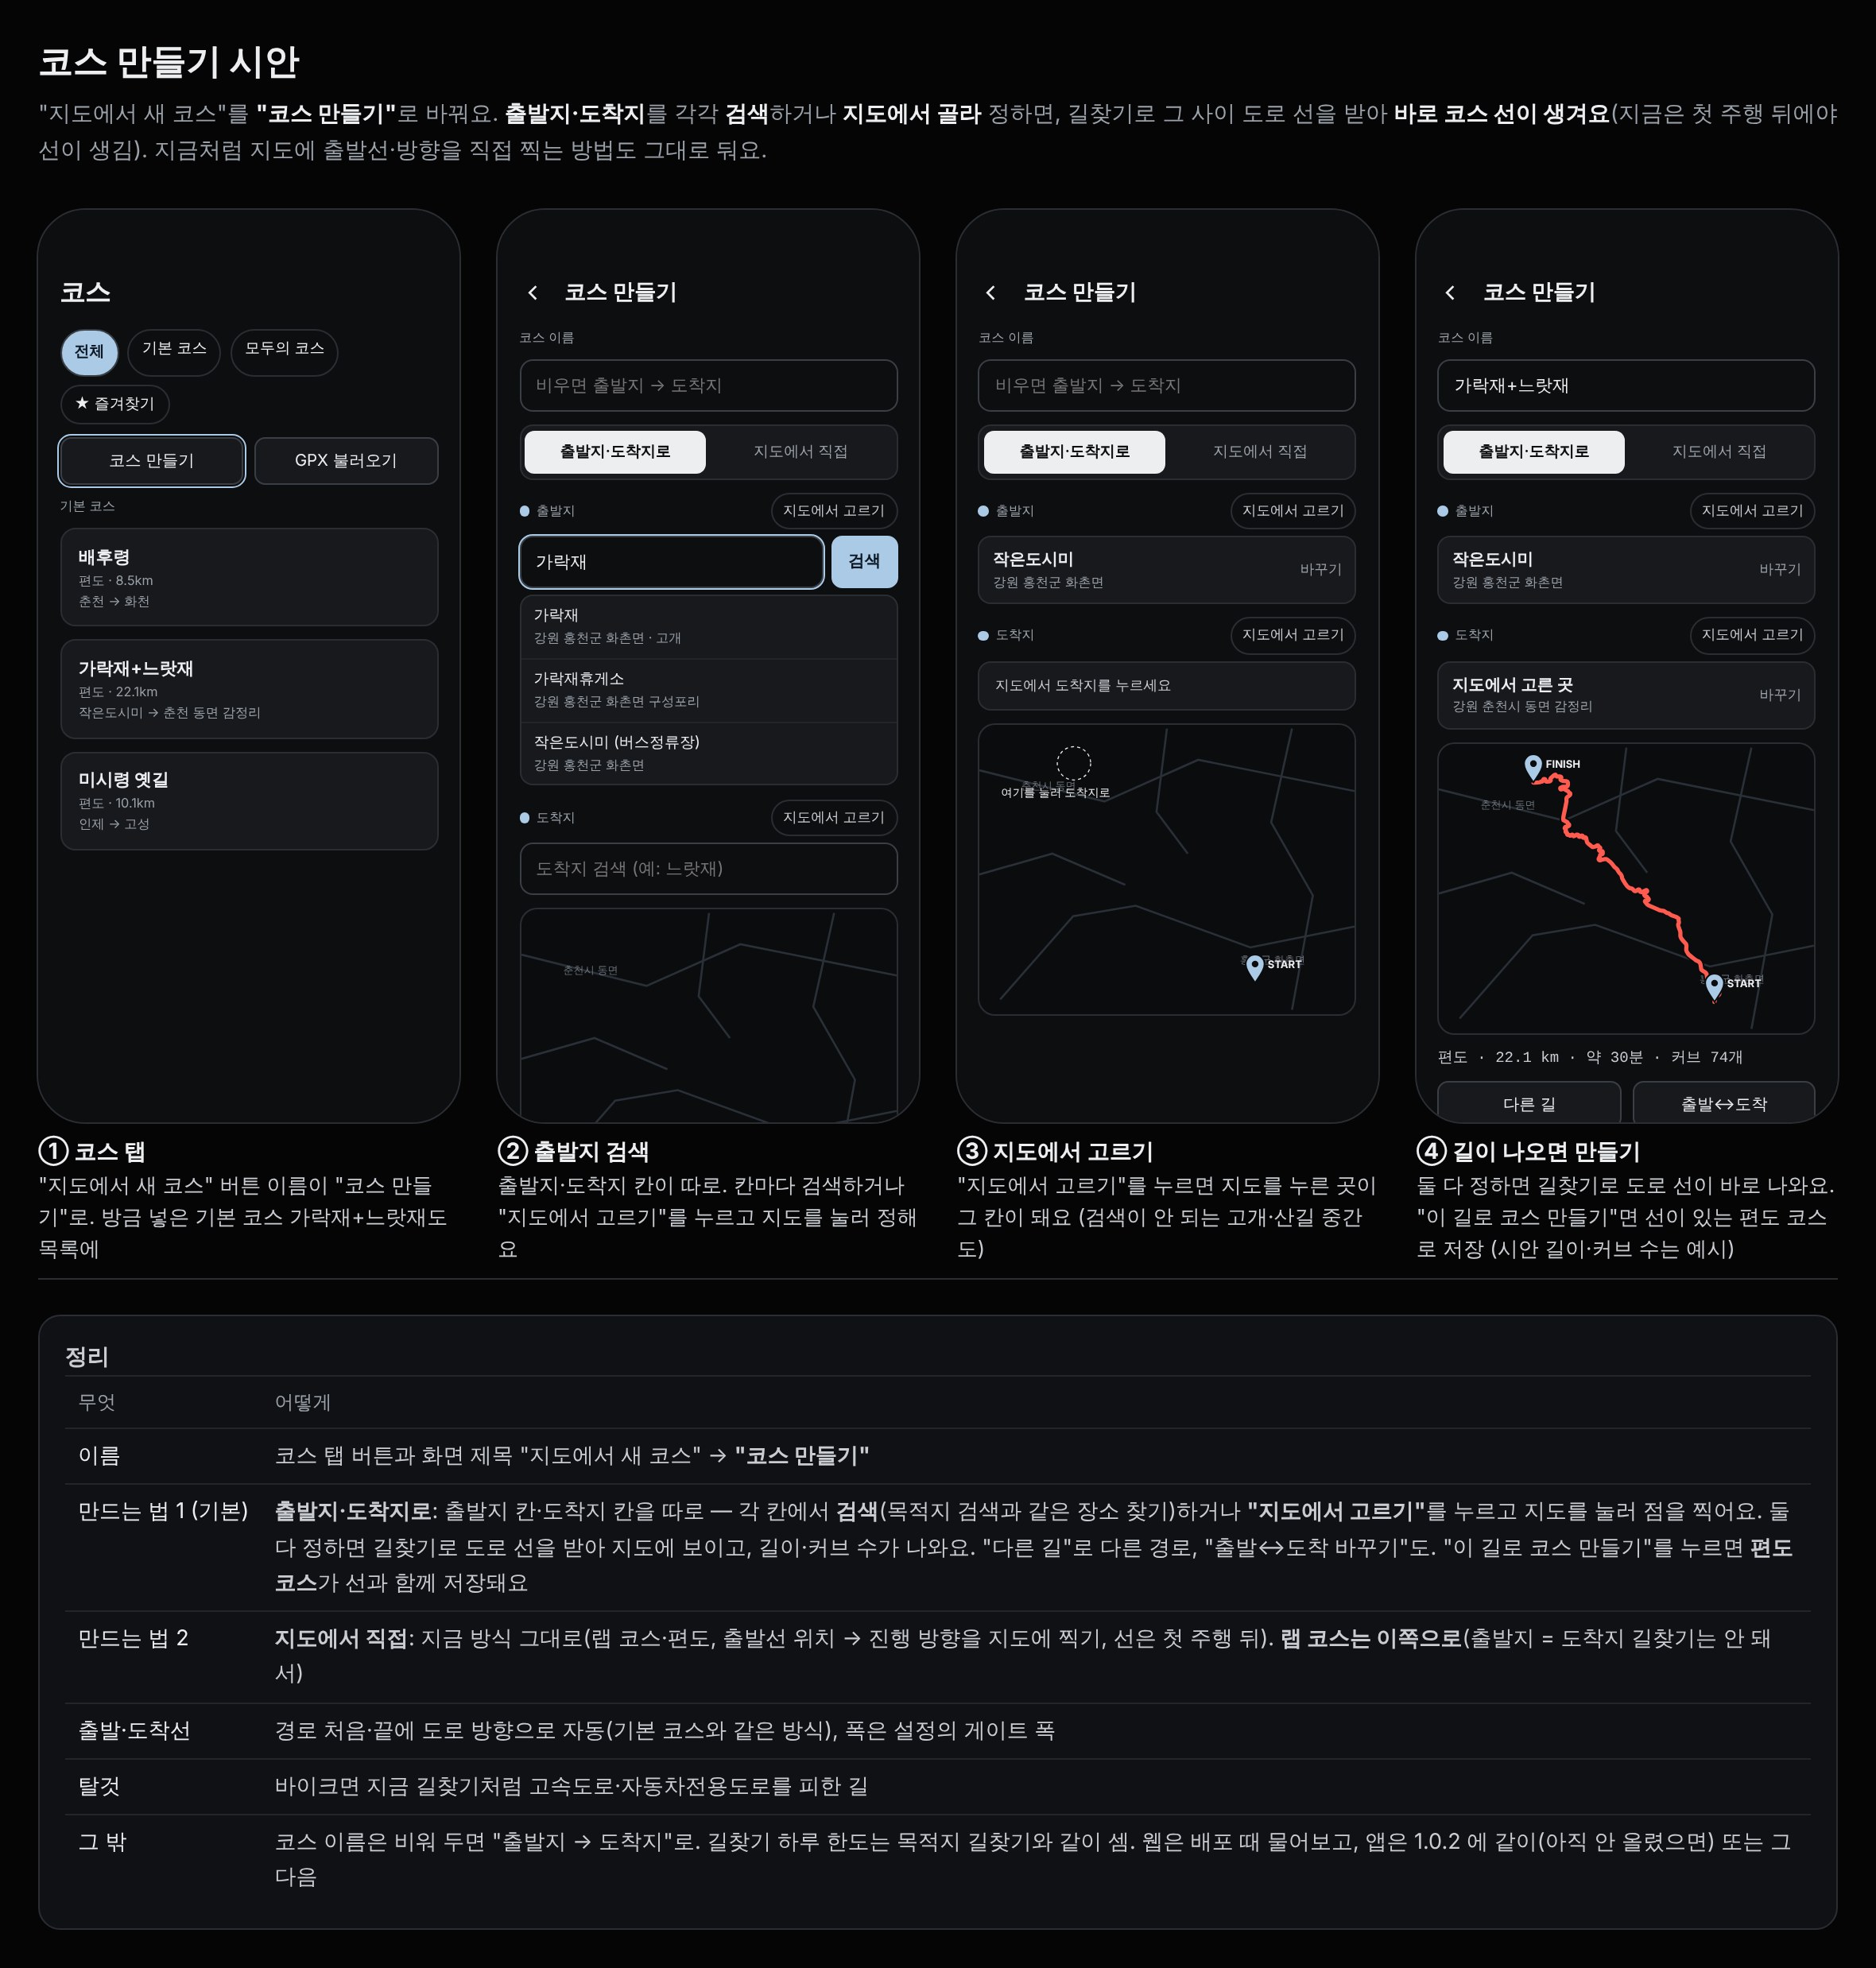 코스 만들기 시안
"지도에서 새 코스"를 "코스 만들기"로 바꿔요. 출발지·도착지를 각각 검색하거나 지도에서 골라 정하면, 길찾기로 그 사이 도로 선을 받아 바로 코스 선이 생겨요(지금은 첫 주행 뒤에야
선이 생김). 지금처럼 지도에 출발선·방향을 직접 찍는 방법도 그대로 둬요.
코스
전체 기본 코스 모두의 코스
★ 즐겨찾기
코스 만들기 GPX 불러오기
기본 코스
배후령
편도 · 8.5km
춘천 → 화천
가락재+느랏재
편도 · 22.1km
작은도시미 → 춘천 동면 감정리
미시령 옛길
편도 · 10.1km
인제 → 고성
① 코스 탭
"지도에서 새 코스" 버튼 이름이 "코스 만들
기"로. 방금 넣은 기본 코스 가락재+느랏재도
목록에
코스 만들기
코스 이름
비우면 출발지 → 도착지
출발지·도착지로 지도에서 직접
출발지 지도에서 고르기
가락재 검색
가락재
강원 홍천군 화촌면 · 고개
가락재휴게소
강원 홍천군 화촌면 구성포리
작은도시미 (버스정류장)
강원 홍천군 화촌면
도착지 지도에서 고르기
도착지 검색 (예: 느랏재)
춘천시 동면
② 출발지 검색
출발지·도착지 칸이 따로. 칸마다 검색하거나
"지도에서 고르기"를 누르고 지도를 눌러 정해
요
코스 만들기
코스 이름
비우면 출발지 → 도착지
출발지·도착지로 지도에서 직접
출발지 지도에서 고르기
작은도시미
강원 홍천군 화촌면 바꾸기
도착지 지도에서 고르기
지도에서 도착지를 누르세요
춘천시 동면
여기를 눌러 도착지로
START
③ 지도에서 고르기
"지도에서 고르기"를 누르면 지도를 누른 곳이
그 칸이 돼요 (검색이 안 되는 고개·산길 중간
도)
코스 만들기
코스 이름
가락재+느랏재
출발지·도착지로 지도에서 직접
출발지 지도에서 고르기
작은도시미
강원 홍천군 화촌면 바꾸기
도착지 지도에서 고르기
지도에서 고른 곳
강원 춘천시 동면 감정리 바꾸기
FINISH
춘천시 동면
START
편도 · 22.1 km · 약 30분 · 커브 74개
다른 길 출발↔도착
④ 길이 나오면 만들기
둘 다 정하면 길찾기로 도로 선이 바로 나와요.
"이 길로 코스 만들기"면 선이 있는 편도 코스
로 저장 (시안 길이·커브 수는 예시)
정리
무엇 어떻게
이름 코스 탭 버튼과 화면 제목 "지도에서 새 코스" → "코스 만들기"
만드는 법 1 (기본) 출발지·도착지로: 출발지 칸·도착지 칸을 따로 — 각 칸에서 검색(목적지 검색과 같은 장소 찾기)하거나 "지도에서 고르기"를 누르고 지도를 눌러 점을 찍어요. 둘
다 정하면 길찾기로 도로 선을 받아 지도에 보이고, 길이·커브 수가 나와요. "다른 길"로 다른 경로, "출발↔도착 바꾸기"도. "이 길로 코스 만들기"를 누르면 편도
코스가 선과 함께 저장돼요
만드는 법 2 지도에서 직접: 지금 방식 그대로(랩 코스·편도, 출발선 위치 → 진행 방향을 지도에 찍기, 선은 첫 주행 뒤). 랩 코스는 이쪽으로(출발지 = 도착지 길찾기는 안 돼
서)
출발·도착선 경로 처음·끝에 도로 방향으로 자동(기본 코스와 같은 방식), 폭은 설정의 게이트 폭
탈것 바이크면 지금 길찾기처럼 고속도로·자동차전용도로를 피한 길
그 밖 코스 이름은 비워 두면 "출발지 → 도착지"로. 길찾기 하루 한도는 목적지 길찾기와 같이 셈. 웹은 배포 때 물어보고, 앱은 1.0.2 에 같이(아직 안 올렸으면) 또는 그
다음